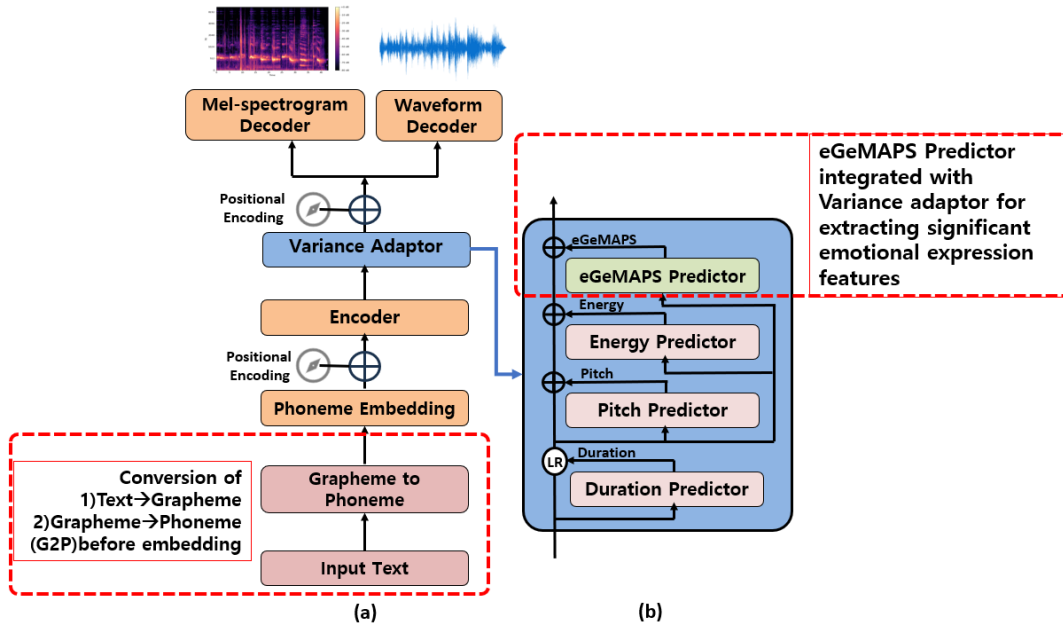 Mel-spectrogram
Decoder
Waveform
Decoder
Positional
Encoding
Variance Adaptor
Encoder
Positional
Encoding
Phoneme Embedding
Conversion of
1)Text→Grapheme
2)Grapheme→Phoneme
(G2P)before embedding
Grapheme to
Phoneme
Input Text
(a)
eGeMAPS Predictor
integrated with
Variance adaptor for
extracting significant
emotional expression
features
eGeMAPS
eGeMAPS Predictor
Energy
Energy Predictor
Pitch
Pitch Predictor
LR
Duration
Duration Predictor
(b)